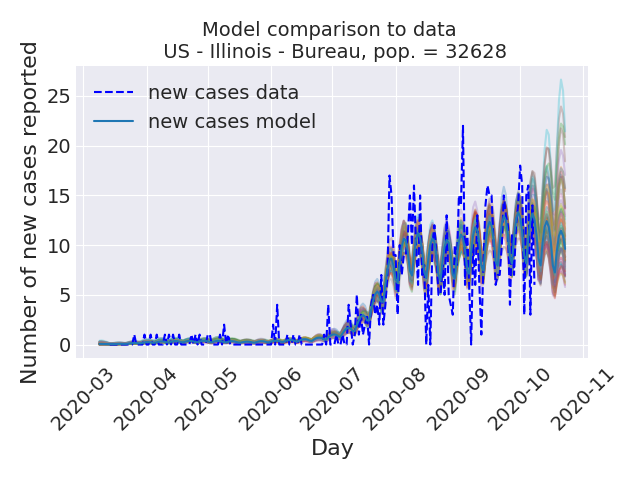 Model comparison to data
US - Illinois - Bureau, pop. = 32628
new cases data
new cases model
Number of new cases reported
25
20
15
10
5
0
2020-03
2020-04
2020-05
2020-06
2020-07
2020-08
2020-09
2020-10
2020-11
Day